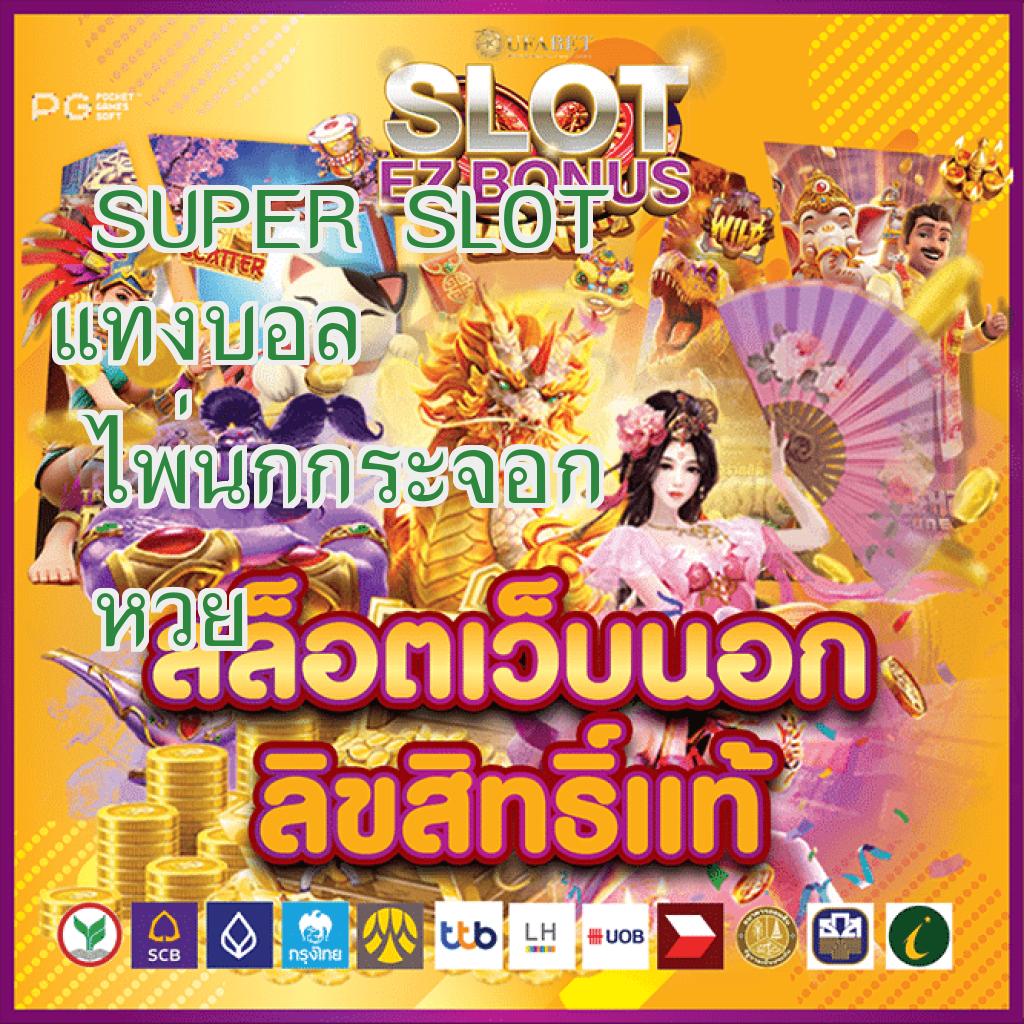 UFABET
PG POCKET GAMES SOFT
SLOT
EZ BONUS
SUPER SLOT
WILD
SCATTER
แทงบอล
ไพ่นกกระจอก
หวย
สล็อตเว็บนอก
ลิขสิทธิ์แท้
SCB
กรุงไทย
ttb
LH
UOB